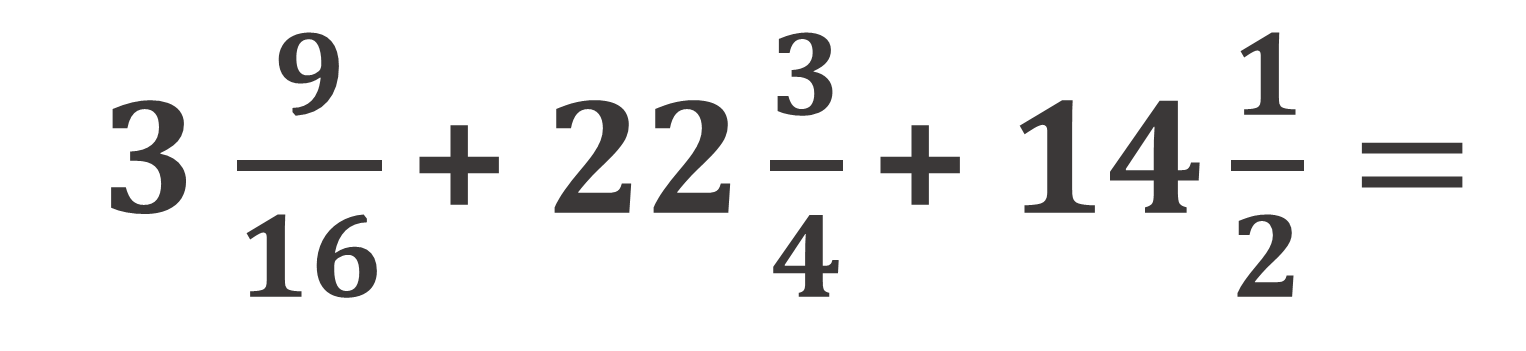 3 9/16 + 22 3/4 + 14 1/2 =